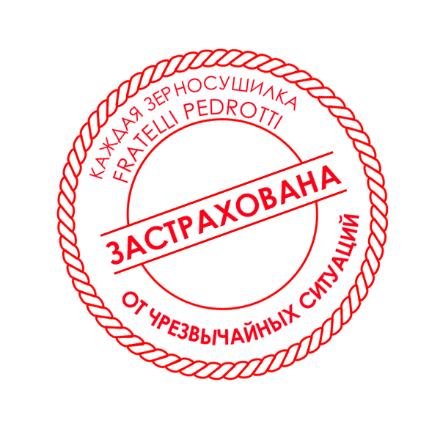 КАЖДАЯ ЗЕРНОСУШИЛКА
FRATELLI PEDROTTI
ЗАСТРАХОВАНА
ОТ ЧРЕЗВЫЧАЙНЫХ СИТУАЦИЙ